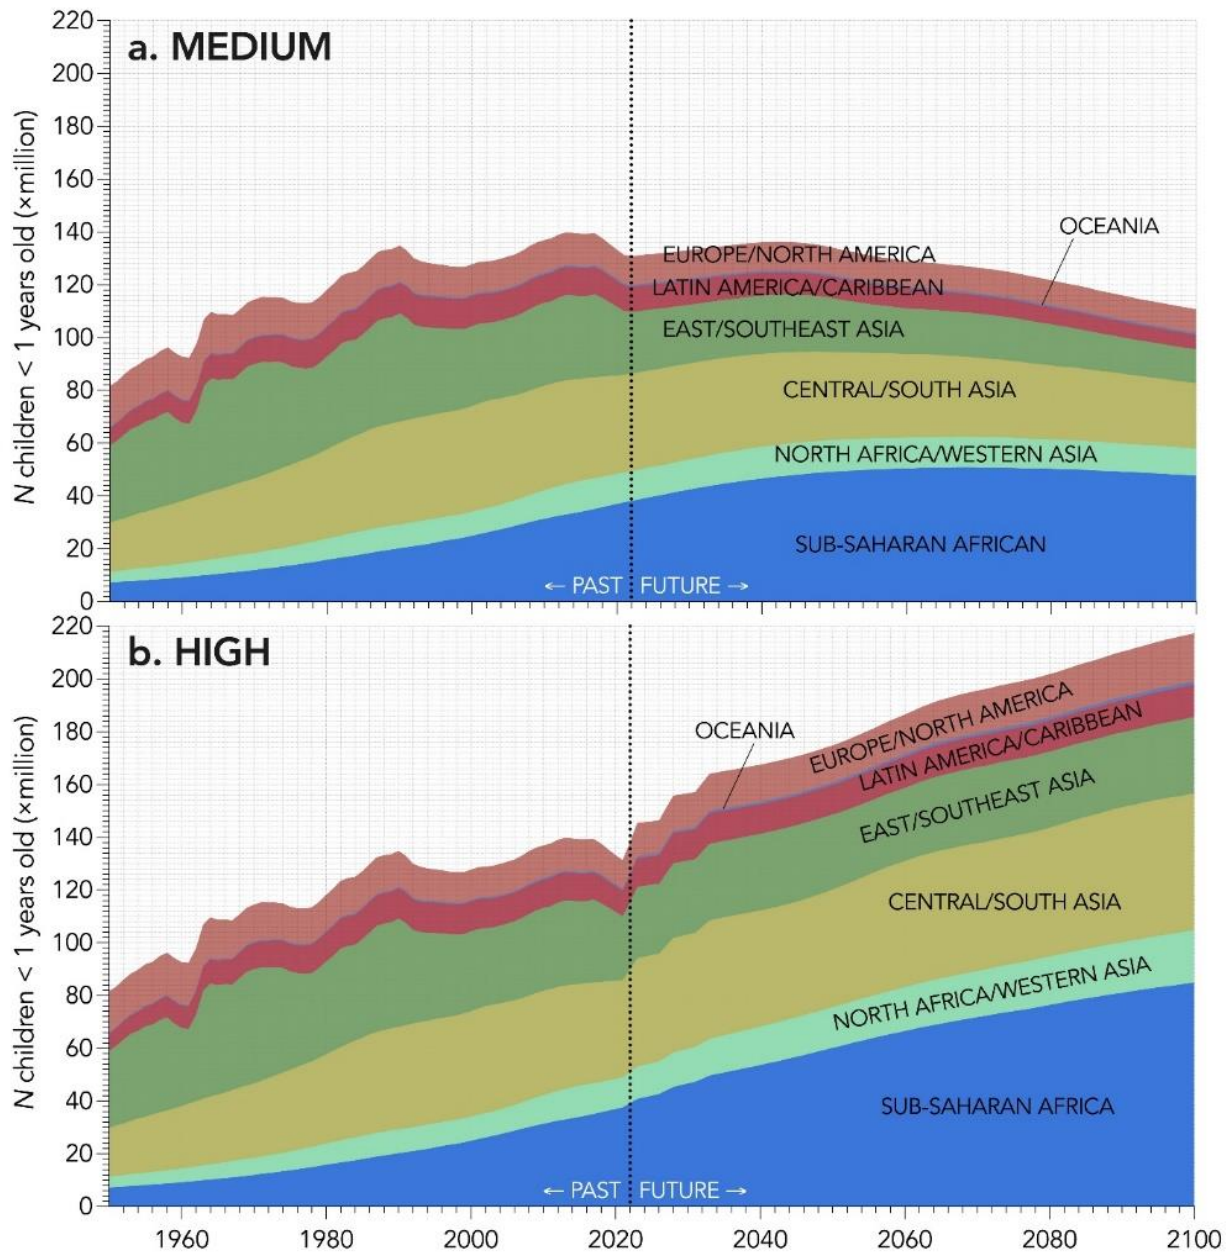 a. MEDIUM
220
200
180
160
140
120
100
80
60
40
20
0
N children < 1 years old (×million)
OCEANIA
EUROPE/NORTH AMERICA
LATIN AMERICA/CARIBBEAN
EAST/SOUTHEAST ASIA
CENTRAL/SOUTH ASIA
NORTH AFRICA/WESTERN ASIA
SUB-SAHARAN AFRICAN
← PAST FUTURE →
b. HIGH
220
200
180
160
140
120
100
80
60
40
20
0
N children < 1 years old (×million)
OCEANIA
EUROPE/NORTH AMERICA
LATIN AMERICA/CARIBBEAN
EAST/SOUTHEAST ASIA
CENTRAL/SOUTH ASIA
NORTH AFRICA/WESTERN ASIA
SUB-SAHARAN AFRICA
← PAST FUTURE →
1960 1980 2000 2020 2040 2060 2080 2100